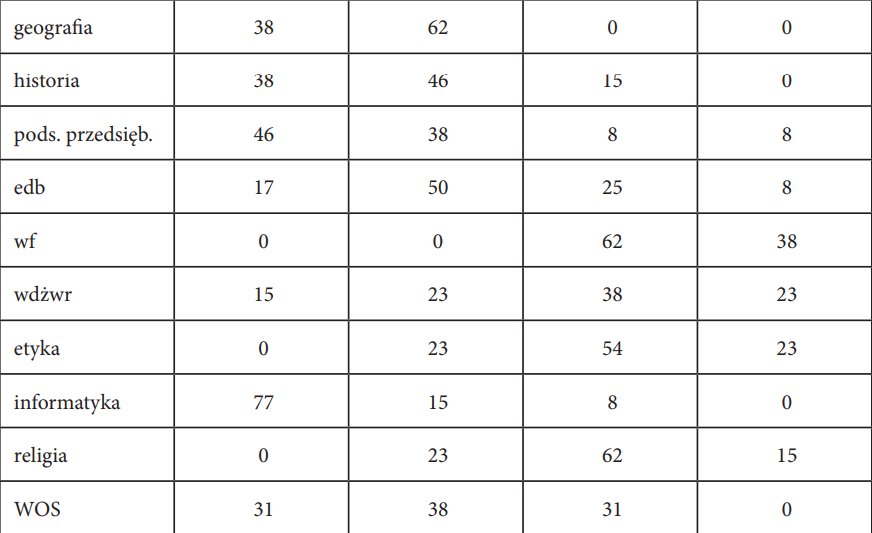 geografia 38 62 0 0
historia 38 46 15 0
pods. przedsięb. 46 38 8 8
edb 17 50 25 8
wf 0 0 62 38
wdżwr 15 23 38 23
etyka 0 23 54 23
informatyka 77 15 8 0
religia 0 23 62 15
WOS 31 38 31 0